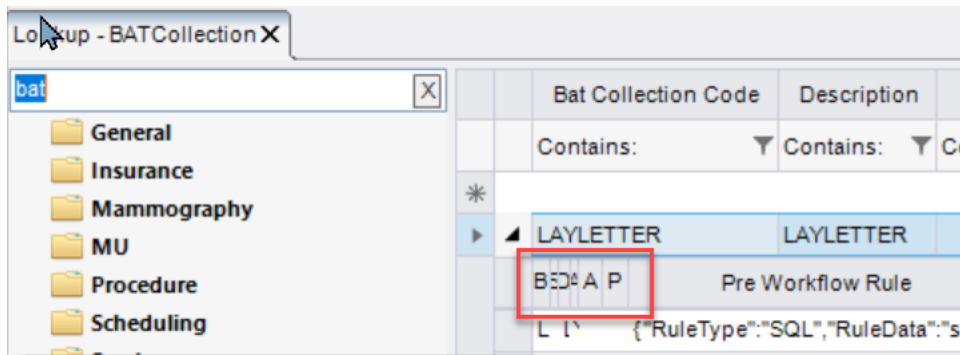 Lookup - BATCollection X
bat X
General
Insurance
Mammography
MU
Procedure
Scheduling
Bat Collection Code Description
Contains: Contains:
LAYLETTER LAYLETTER
A P Pre Workflow Rule
{"RuleType":"SQL","RuleData":"s